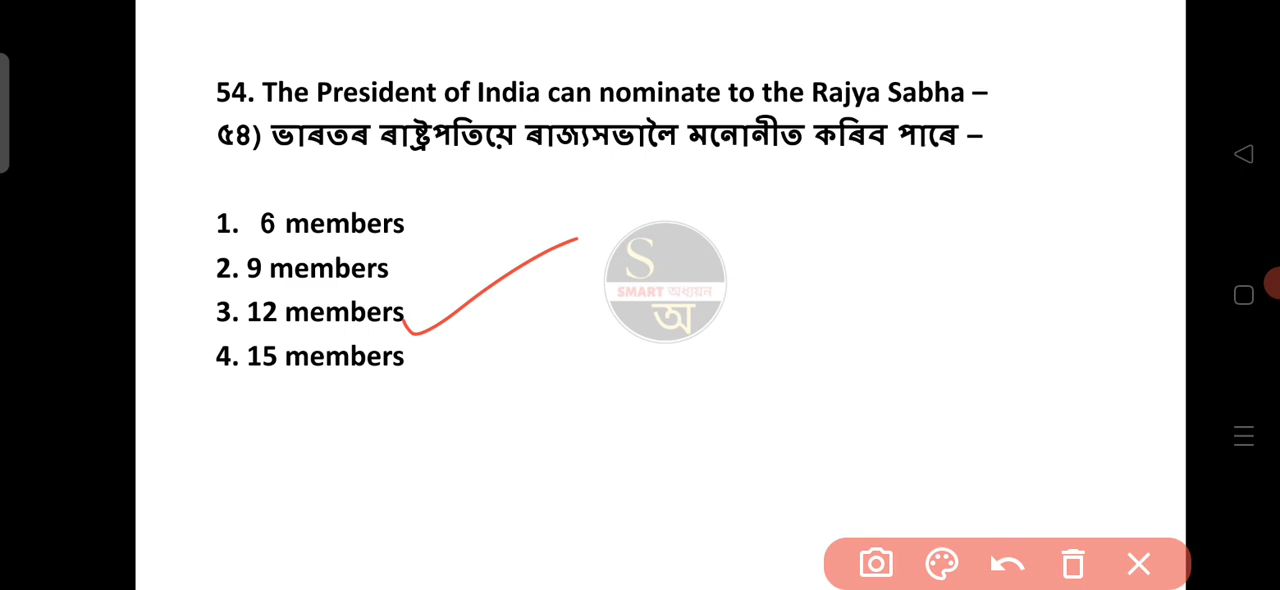 54. The President of India can nominate to the Rajya Sabha –
৫৪) ভাৰতৰ ৰাষ্ট্ৰপতিয়ে ৰাজ্যসভালৈ মনোনীত কৰিব পাৰে –
1. 6 members
2. 9 members
3. 12 members
4. 15 members
S
SMART অধ্যয়ন
অ